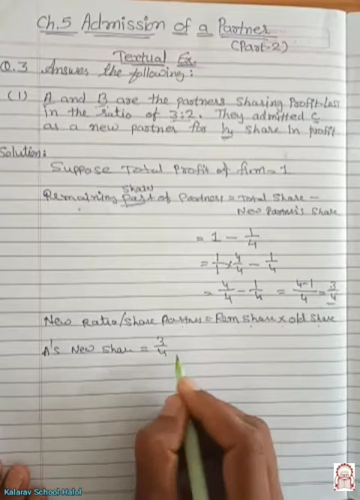 Ch.5 Admission of a Partner
(Part-2)
Textual Ex.
Q.3 Answer the following:
(1) A and B are the partners sharing Profit-Loss
in the ratio of 3:2. They admitted C
as a new partner for 1/4 share in profit
Solution:
Suppose Total Profit of firm = 1
share
Remaining part of Partners = Total Share -
New Partner's Share
= 1 - 1/4
= 1/1 × 4/4 - 1/4
= 4/4 - 1/4 = 4-1/4 = 3/4
New Ratio/Share Partner = Rem share × old share
A's New Share = 3/4
Kalarav School Halol